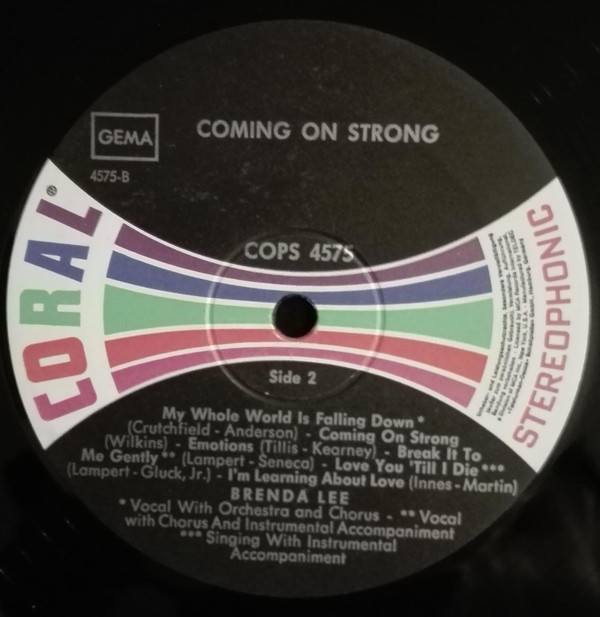 COMING ON STRONG
GEMA
4575-B
CORAL®
COPS 4575
STEREOPHONIC
Side 2
My Whole World Is Falling Down *
(Crutchfield - Anderson) - Coming On Strong
(Wilkins) - Emotions (Tillis - Kearney) - Break It To
Me Gently ** (Lampert - Seneca) - Love You 'Till I Die ***
(Lampert - Gluck, Jr.) - I'm Learning About Love (Innes - Martin)
BRENDA LEE
* Vocal With Orchestra and Chorus - ** Vocal
with Chorus And Instrumental Accompaniment
*** Singing With Instrumental
Accompaniment